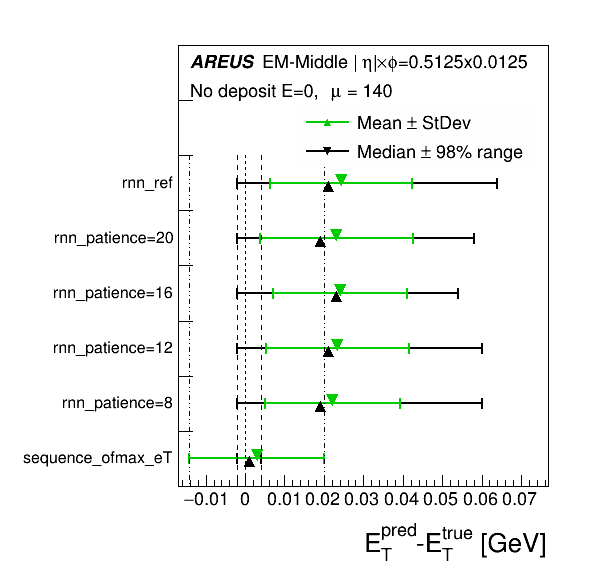 AREUS EM-Middle | η|×ϕ=0.5125x0.0125
No deposit E=0, μ = 140
Mean ± StDev
Median ± 98% range
rnn_ref
rnn_patience=20
rnn_patience=16
rnn_patience=12
rnn_patience=8
sequence_ofmax_eT
−0.01 0 0.01 0.02 0.03 0.04 0.05 0.06 0.07
E_T^pred-E_T^true [GeV]